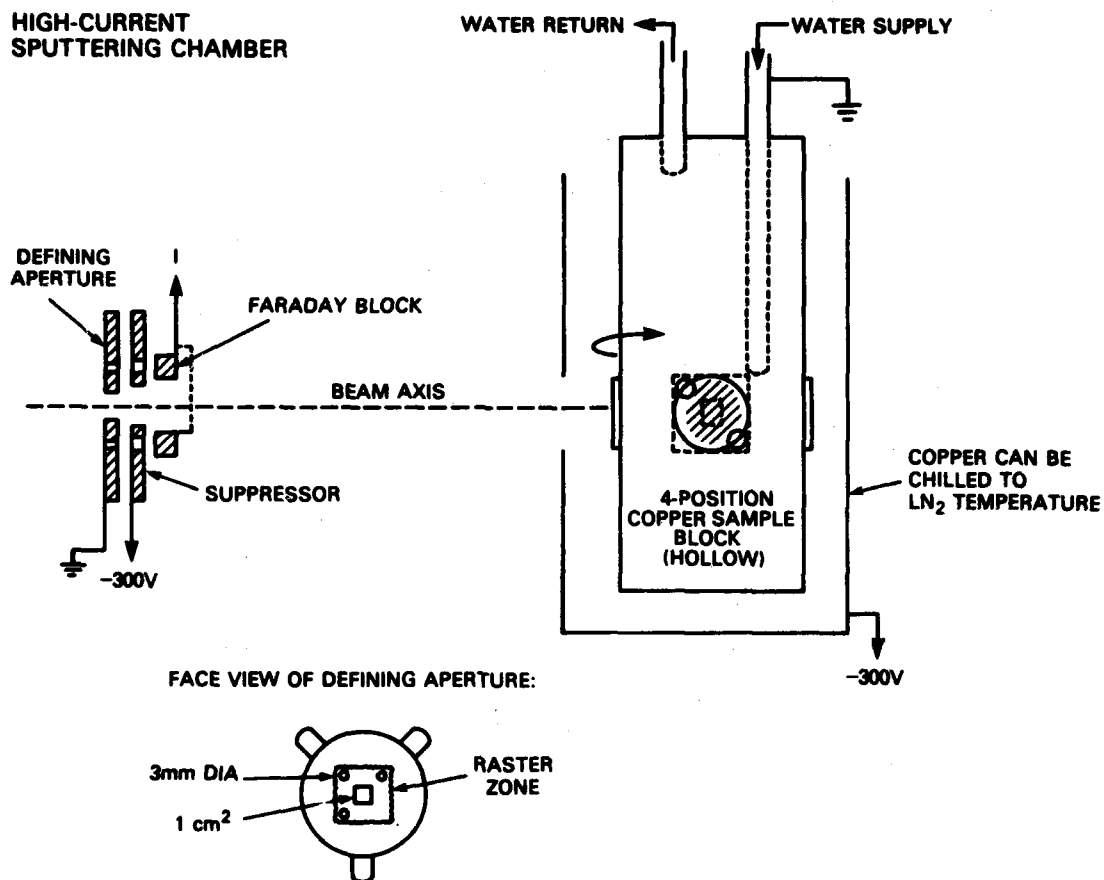 HIGH-CURRENT
SPUTTERING CHAMBER
WATER RETURN
WATER SUPPLY
DEFINING
APERTURE
I
FARADAY BLOCK
BEAM AXIS
SUPPRESSOR
-300V
4-POSITION
COPPER SAMPLE
BLOCK
(HOLLOW)
COPPER CAN BE
CHILLED TO
LN₂ TEMPERATURE
-300V
FACE VIEW OF DEFINING APERTURE:
3mm DIA
1 cm²
RASTER
ZONE